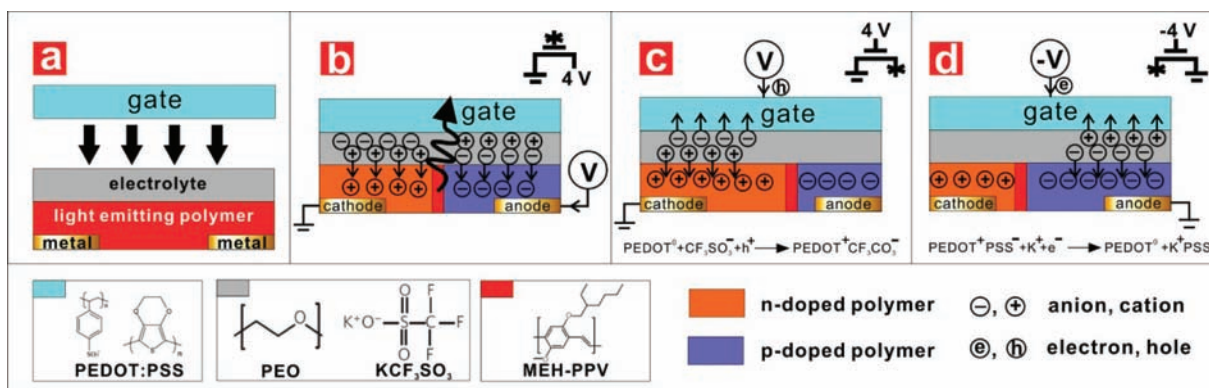 a
gate
electrolyte
light emitting polymer
metal
metal
b
*
4 V
gate
cathode
anode
V
c
4 V
*
V
h
gate
cathode
anode
PEDOT⁰+CF₃SO₃⁻+h⁺→PEDOT⁺CF₃CO₃⁻
d
-4 V
*
-V
e
gate
cathode
anode
PEDOT⁺PSS⁻+K⁺+e⁻→PEDOT⁰+K⁺PSS⁻
PEDOT:PSS
O
O
S
n
n
SO₃⁻
PEO
O
n
K⁺O⁻
O
S
O
C
F
F
F
KCF₃SO₃
MEH-PPV
O
O
n
n-doped polymer
p-doped polymer
⊖, ⊕ anion, cation
ⓔ, ⓗ electron, hole